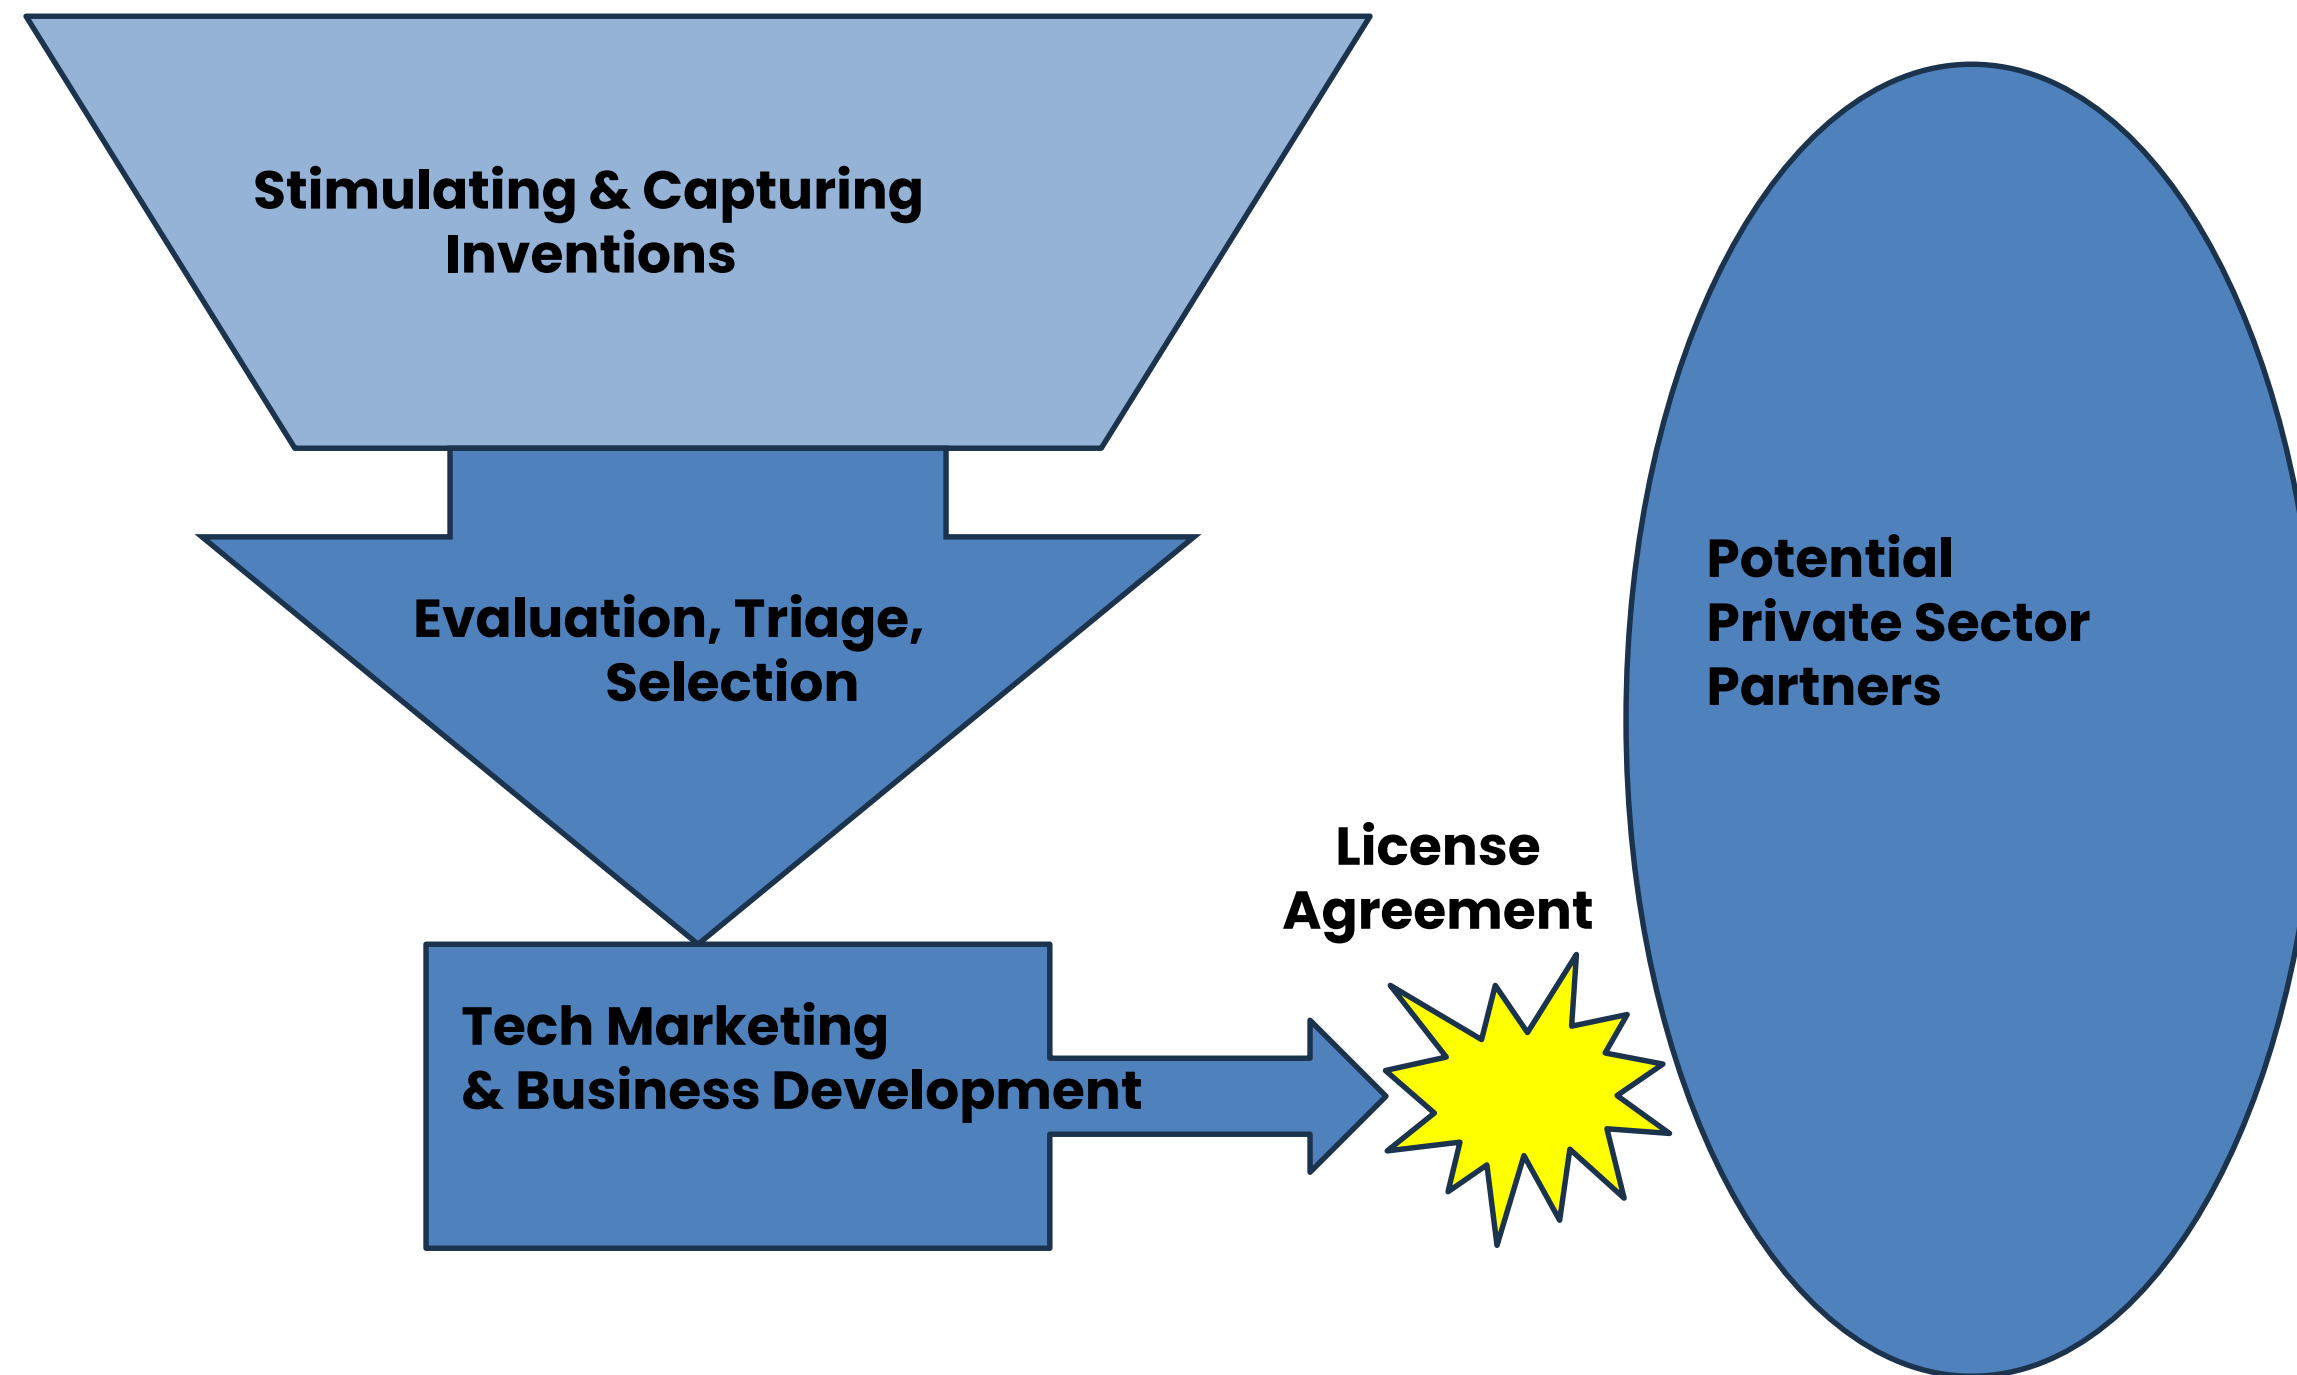 Stimulating & Capturing
Inventions
Evaluation, Triage,
Selection
Tech Marketing
& Business Development
License
Agreement
Potential
Private Sector
Partners